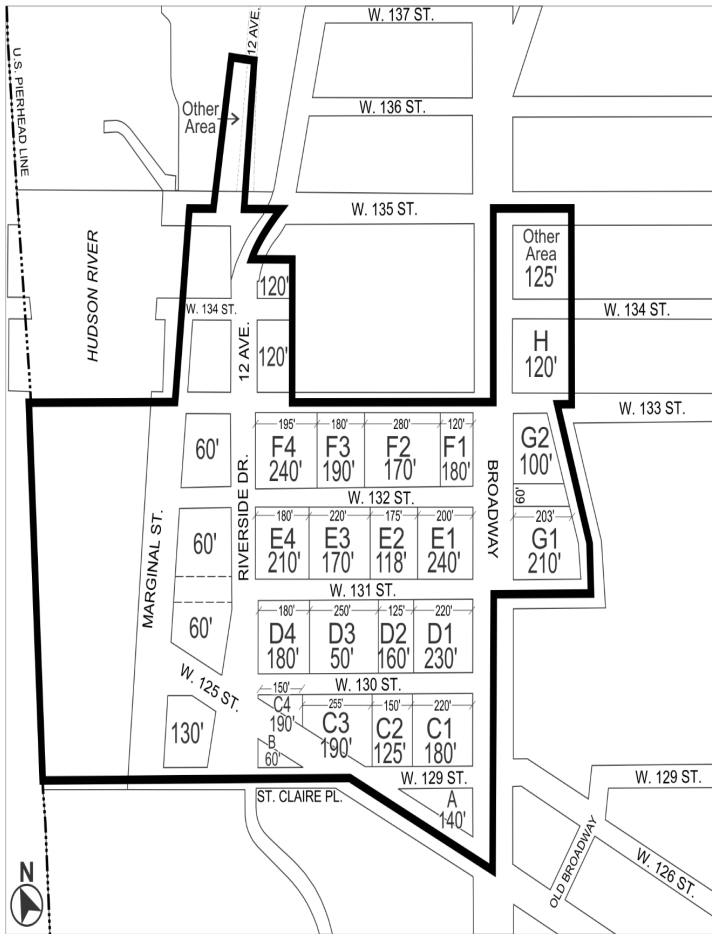 W. 137 ST.
12 AVE.
U.S. PIERHEAD LINE
Other
Area
W. 136 ST.
W. 135 ST.
HUDSON RIVER
Other
Area
125'
120'
W. 134 ST.
W. 134 ST.
12 AVE.
120'
H
120'
W. 133 ST.
60'
195'
F4
240'
180'
F3
190'
280'
F2
170'
120'
F1
180'
G2
100'
BROADWAY
RIVERSIDE DR.
W. 132 ST.
60'
MARGINAL ST.
60'
180'
E4
210'
220'
E3
170'
175'
E2
118'
200'
E1
240'
203'
G1
210'
W. 131 ST.
60'
180'
D4
180'
250'
D3
50'
125'
D2
160'
220'
D1
230'
W. 125 ST.
W. 130 ST.
130'
150'
C4
190'
B
60'
255'
C3
190'
150'
C2
125'
220'
C1
180'
W. 129 ST.
W. 129 ST.
ST. CLAIRE PL.
A
140'
OLD BROADWAY
W. 126 ST.
N